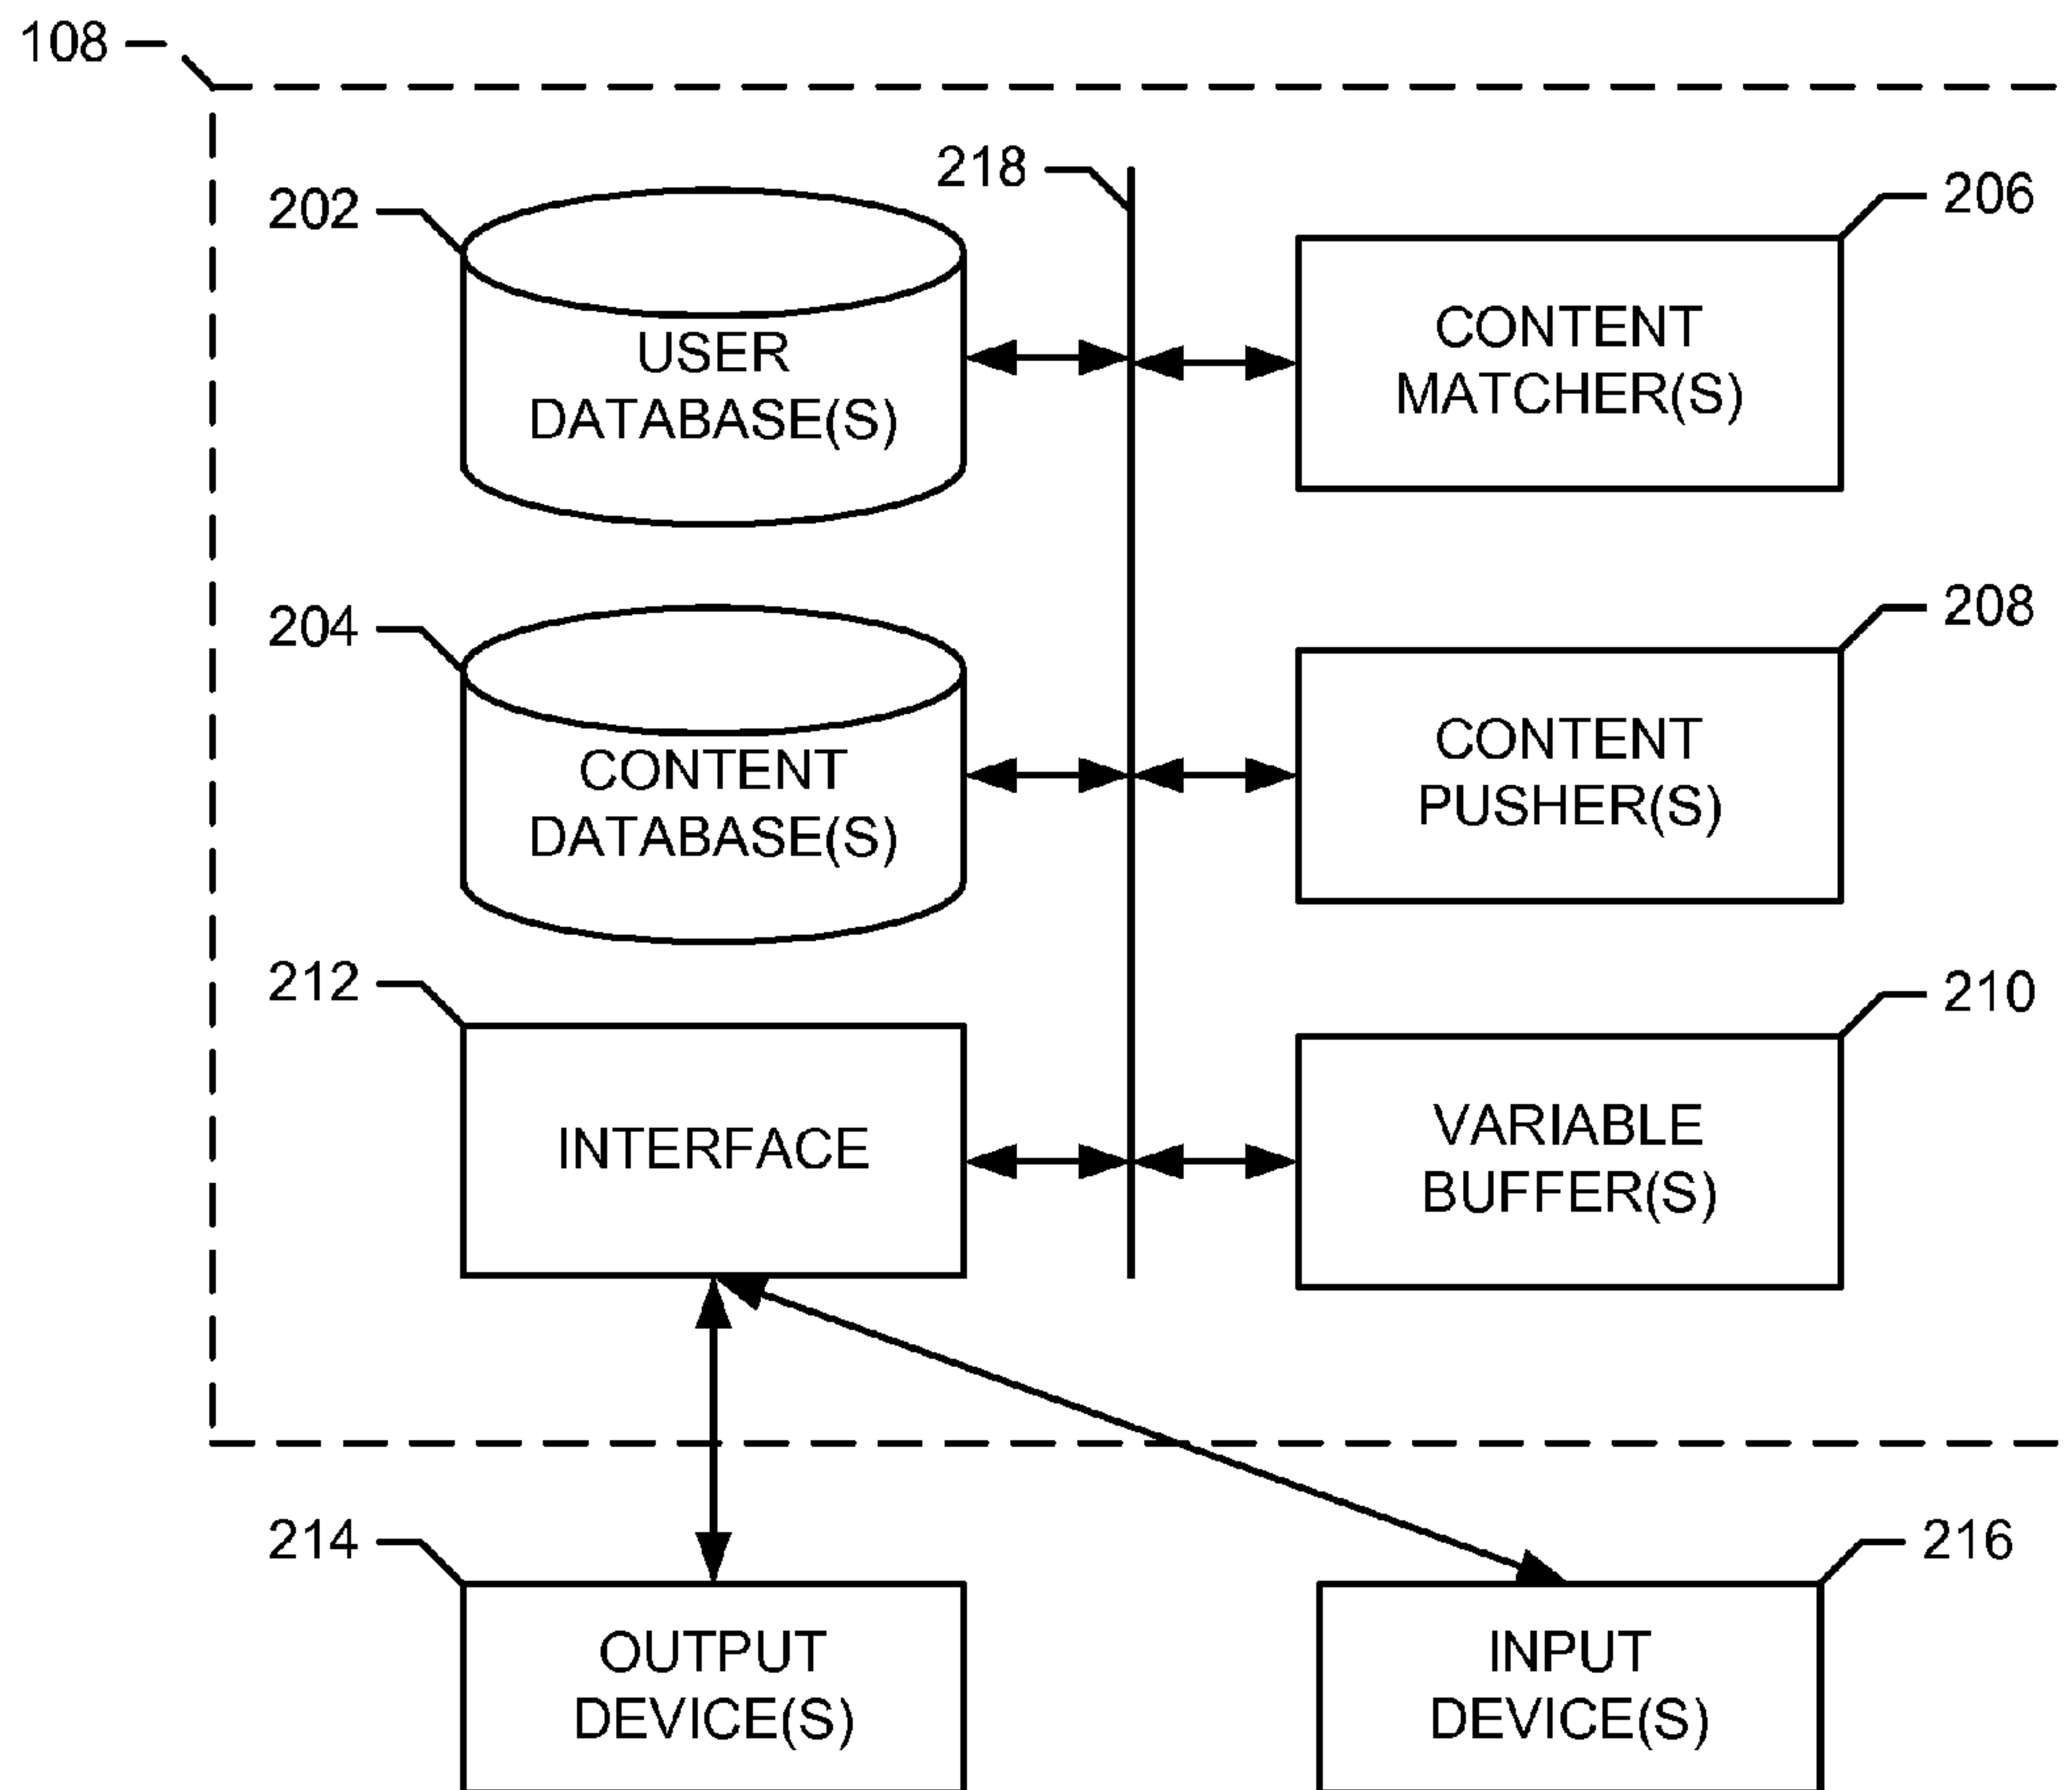 108
218
202
206
USER
DATABASE(S)
CONTENT
MATCHER(S)
204
208
CONTENT
DATABASE(S)
CONTENT
PUSHER(S)
212
210
INTERFACE
VARIABLE
BUFFER(S)
214
216
OUTPUT
DEVICE(S)
INPUT
DEVICE(S)